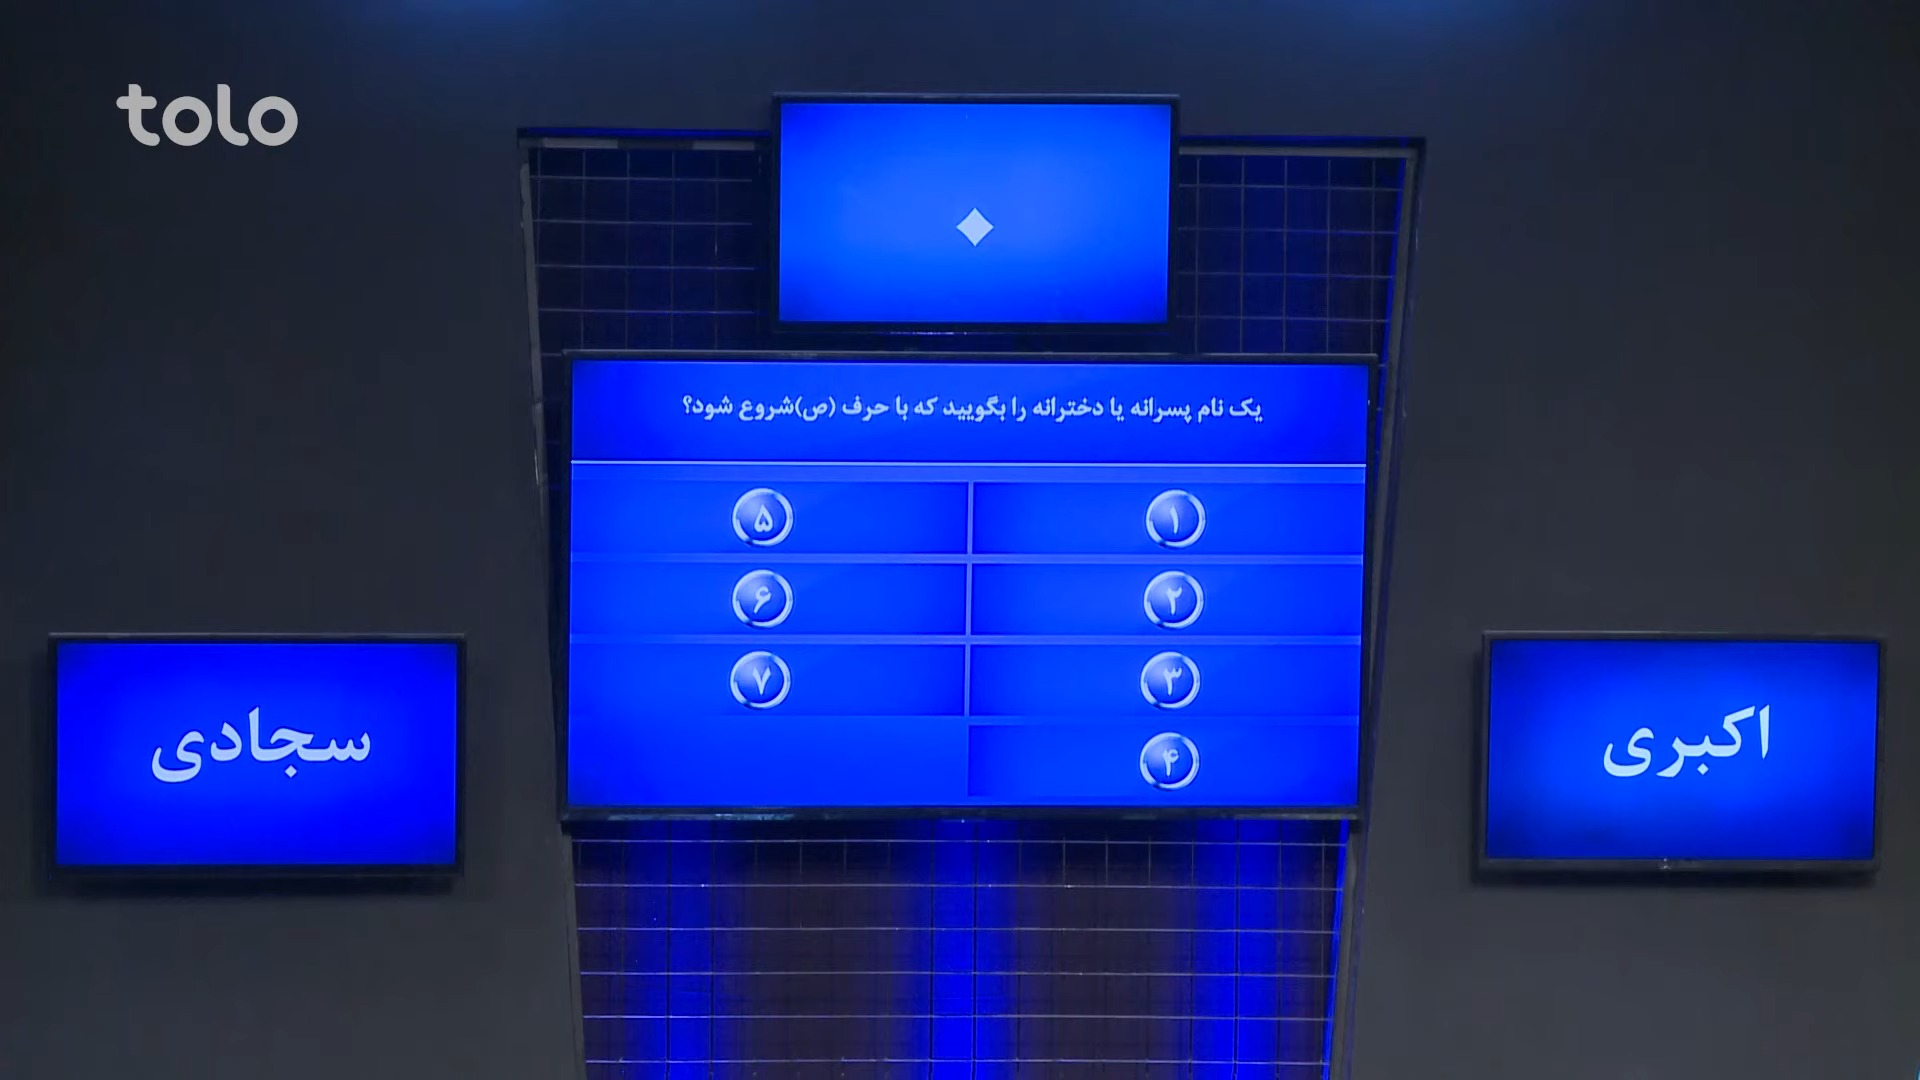 tolo
۰
یک نام پسرانه یا دخترانه را بگویید که با حرف (ص)شروع شود؟
۱
۲
۳
۴
۵
۶
۷
سجادی
اکبری